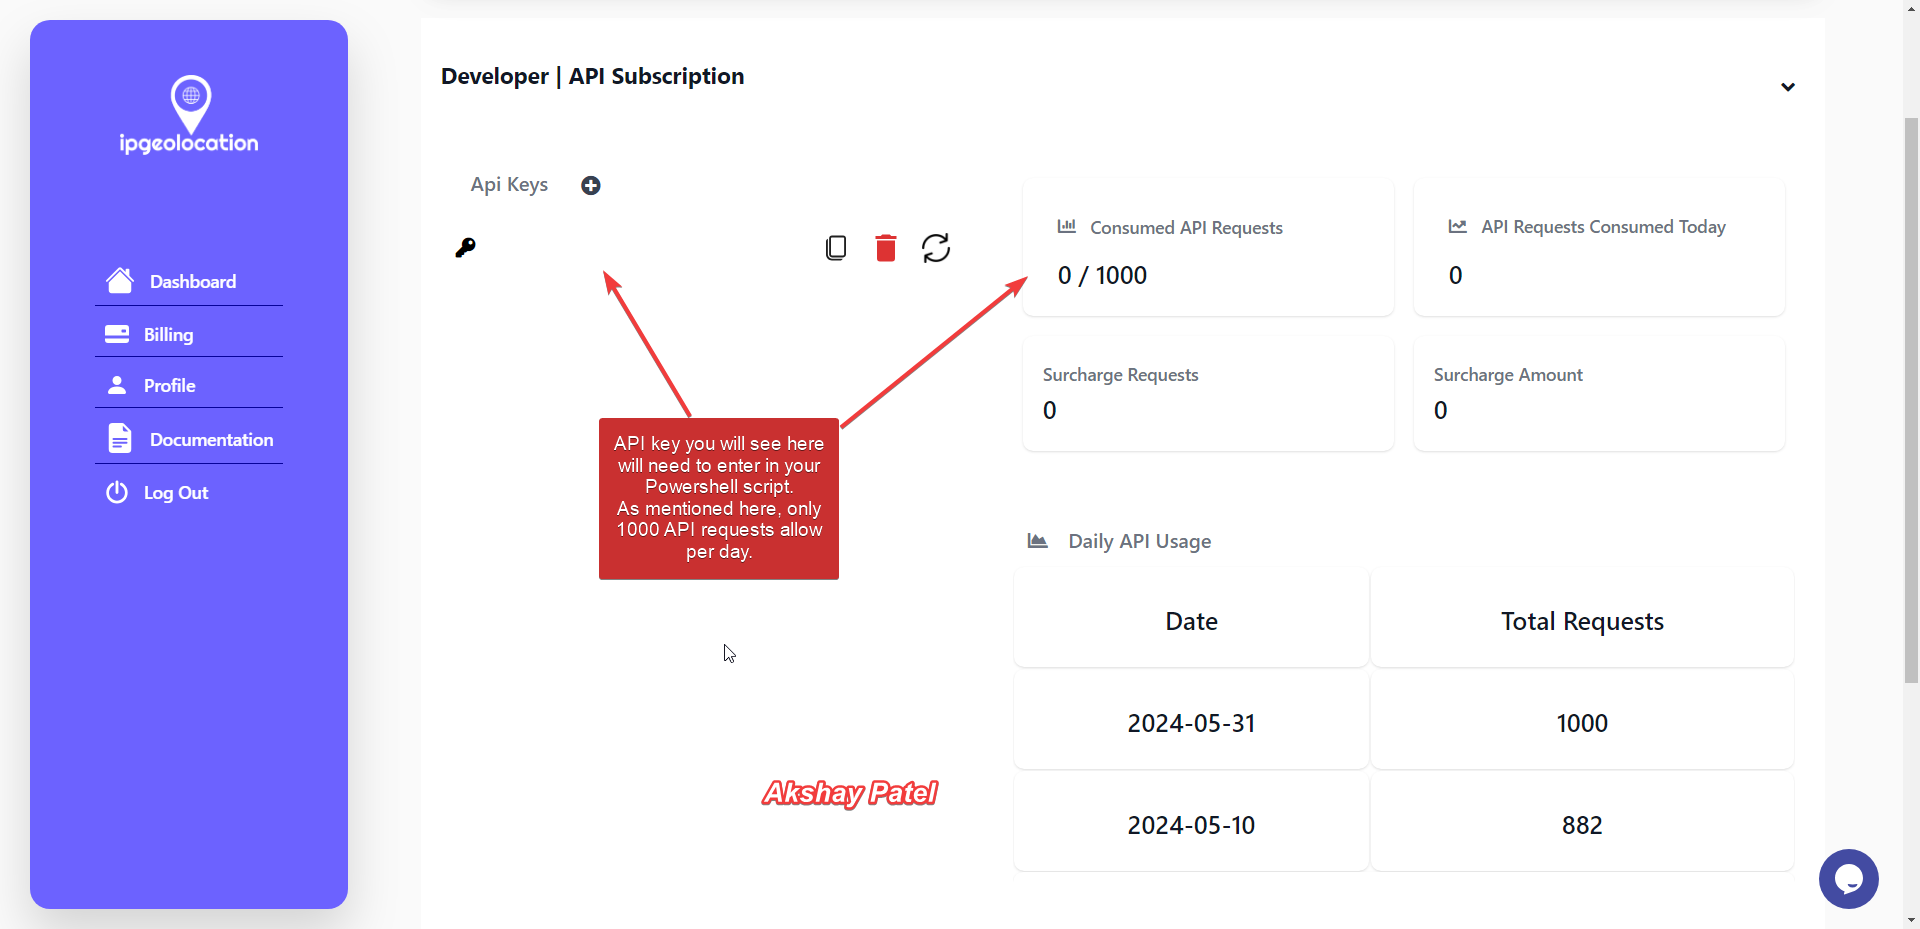 ipgeolocation
Dashboard
Billing
Profile
Documentation
Log Out
Developer | API Subscription
Api Keys
Consumed API Requests
0 / 1000
API Requests Consumed Today
0
Surcharge Requests
0
Surcharge Amount
0
API key you will see here
will need to enter in your
Powershell script.
As mentioned here, only
1000 API requests allow
per day.
Daily API Usage
Date
Total Requests
2024-05-31
1000
2024-05-10
882
Akshay Patel